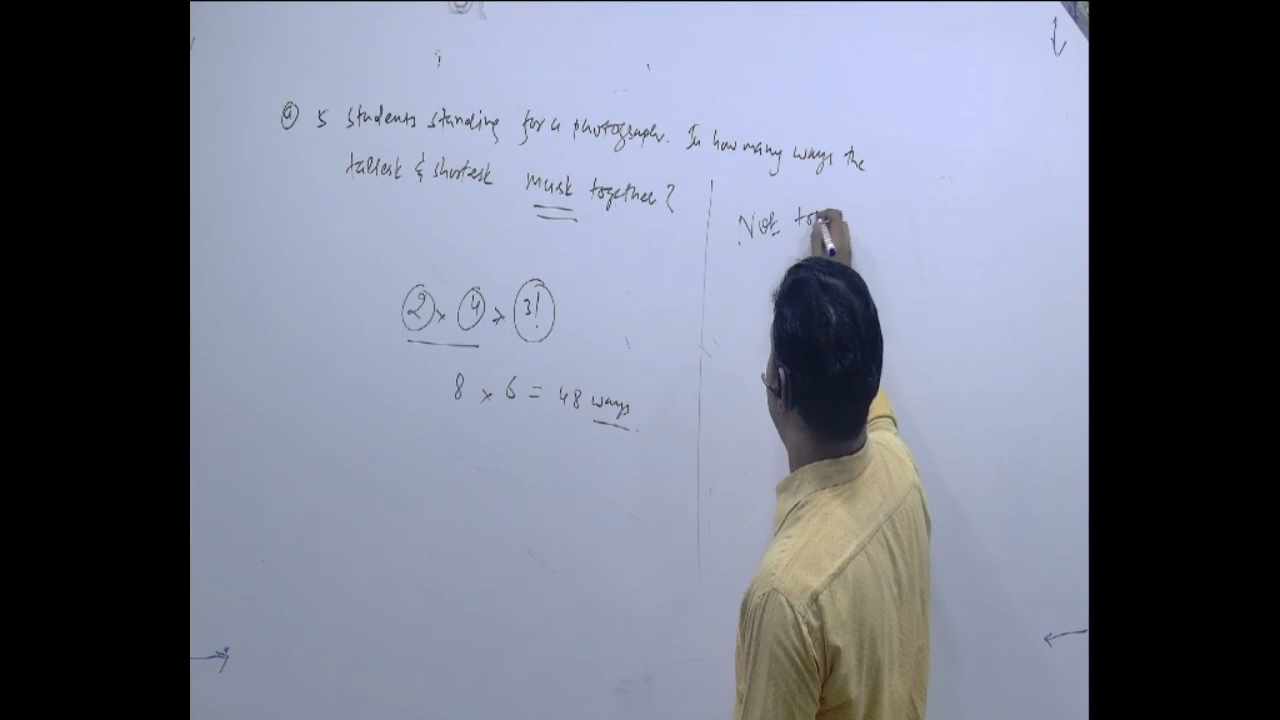 Q 5 students standing for a photograph. In how many ways the
tallest & shortest must together?
2 × 4 × 3!
8 × 6 = 48 ways.
Not to